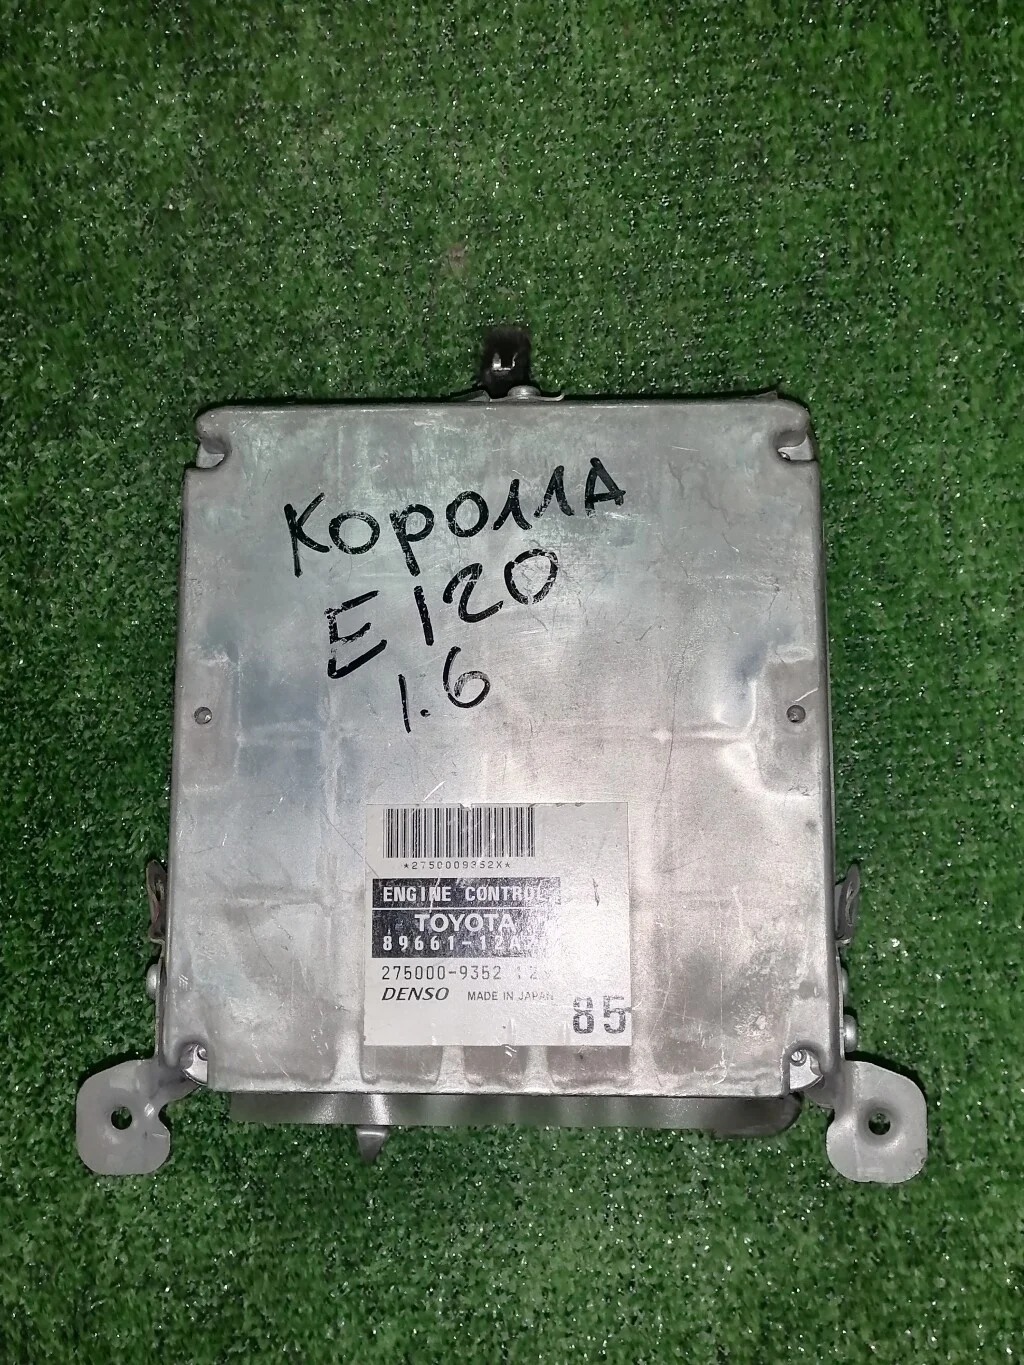 КОРОЛЛА
E120
1.6
*2750009352X*
ENGINE CONTROL
TOYOTA
275000-9352
DENSO MADE IN JAPAN
85